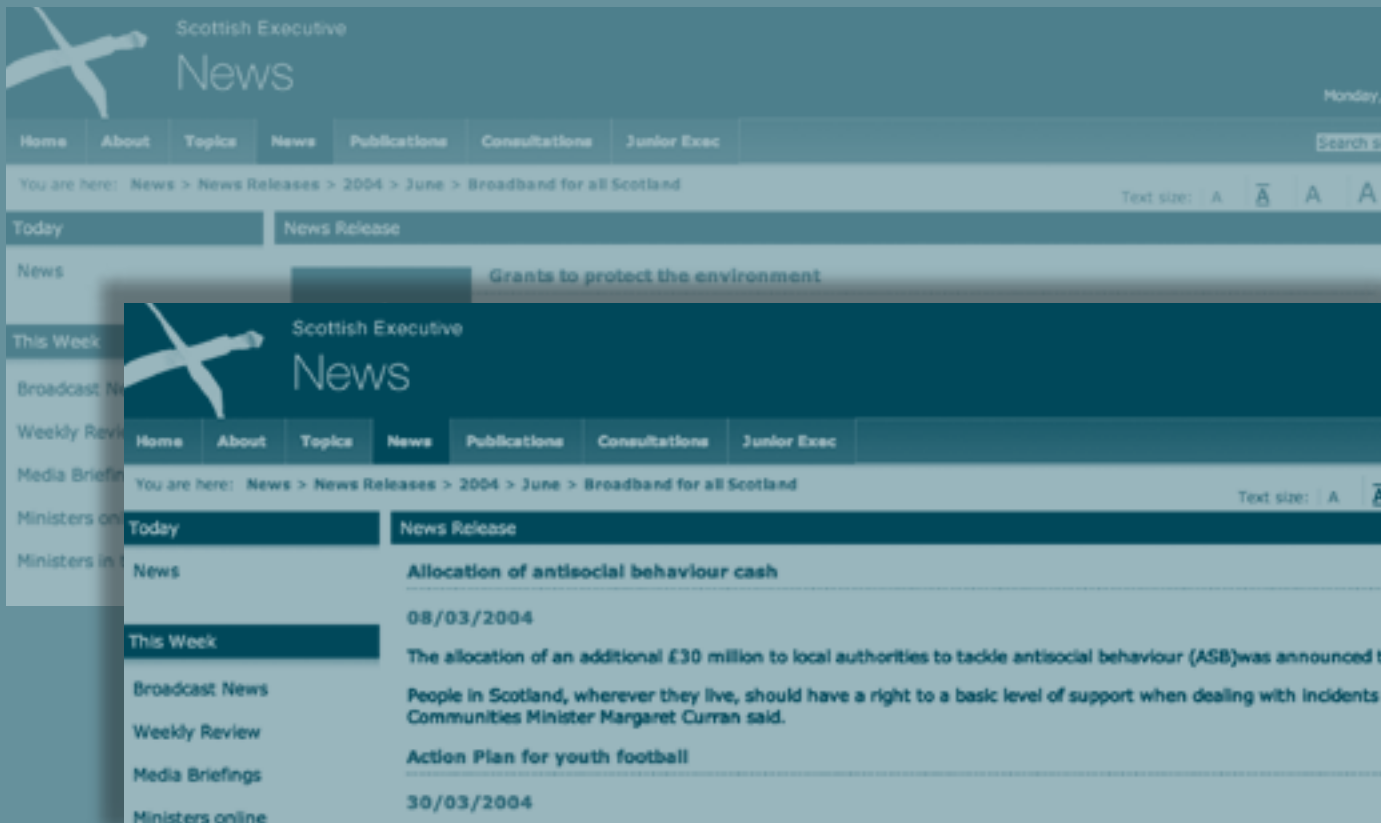 Scottish Executive
News
Monday,
Home About Topics News Publications Consultations Junior Exec
Search
You are here: News > News Releases > 2004 > June > Broadband for all Scotland
Text size: A A A A
Today
News Release
News
Grants to protect the environment
This Week
Broadcast
Weekly
Media
Ministers
Ministers in
Scottish Executive
News
Home About Topics News Publications Consultations Junior Exec
You are here: News > News Releases > 2004 > June > Broadband for all Scotland
Text size: A A
Today
News Release
News
Allocation of antisocial behaviour cash
08/03/2004
This Week
The allocation of an additional £30 million to local authorities to tackle antisocial behaviour (ASB)was announced
Broadcast News
People in Scotland, wherever they live, should have a right to a basic level of support when dealing with incidents
Communities Minister Margaret Curran said.
Weekly Review
Action Plan for youth football
Media Briefings
30/03/2004
Ministers online